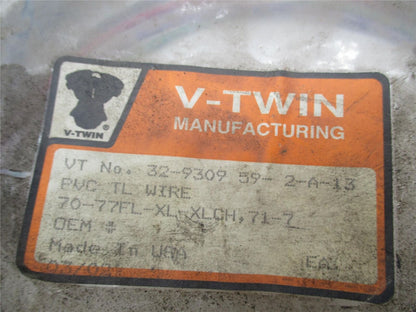 V-TWIN
MANUFACTURING
V-TWIN
®
VT No. 32-9309 59- 2-A-13
PVC TL WIRE
70-77FL-XL-XLCH,71-7
OEM #
Made In USA